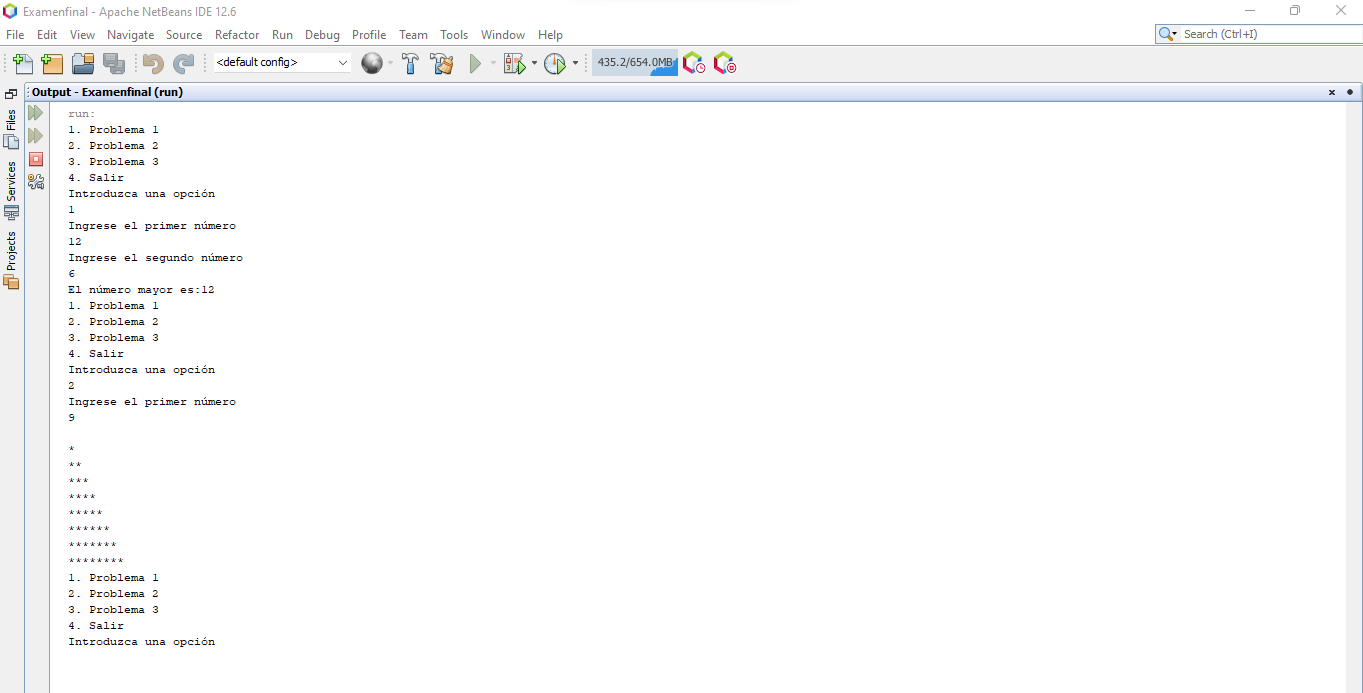 Examenfinal - Apache NetBeans IDE 12.6
File Edit View Navigate Source Refactor Run Debug Profile Team Tools Window Help
Search (Ctrl+I)
<default config>
435.2/654.0MB
Output - Examenfinal (run)
Files
Services
Projects
run:
1. Problema 1
2. Problema 2
3. Problema 3
4. Salir
Introduzca una opción
1
Ingrese el primer número
12
Ingrese el segundo número
6
El número mayor es:12
1. Problema 1
2. Problema 2
3. Problema 3
4. Salir
Introduzca una opción
2
Ingrese el primer número
9
*
**
***
****
*****
******
*******
********
1. Problema 1
2. Problema 2
3. Problema 3
4. Salir
Introduzca una opción